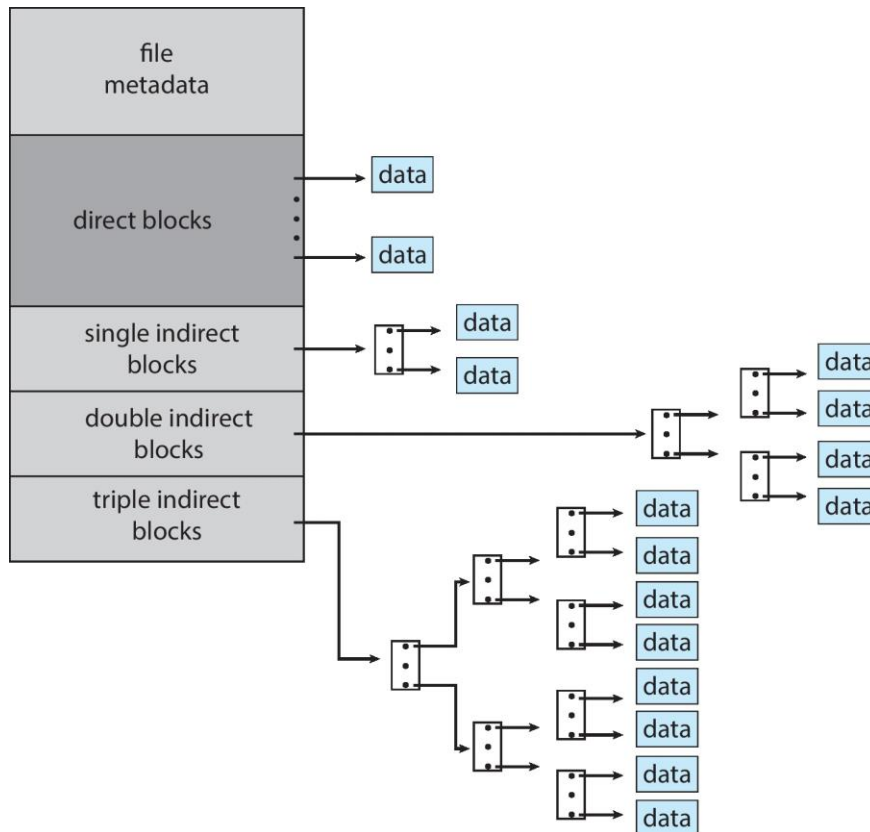 file
metadata
direct blocks
data
data
single indirect
blocks
data
data
double indirect
blocks
data
data
data
data
triple indirect
blocks
data
data
data
data
data
data
data
data